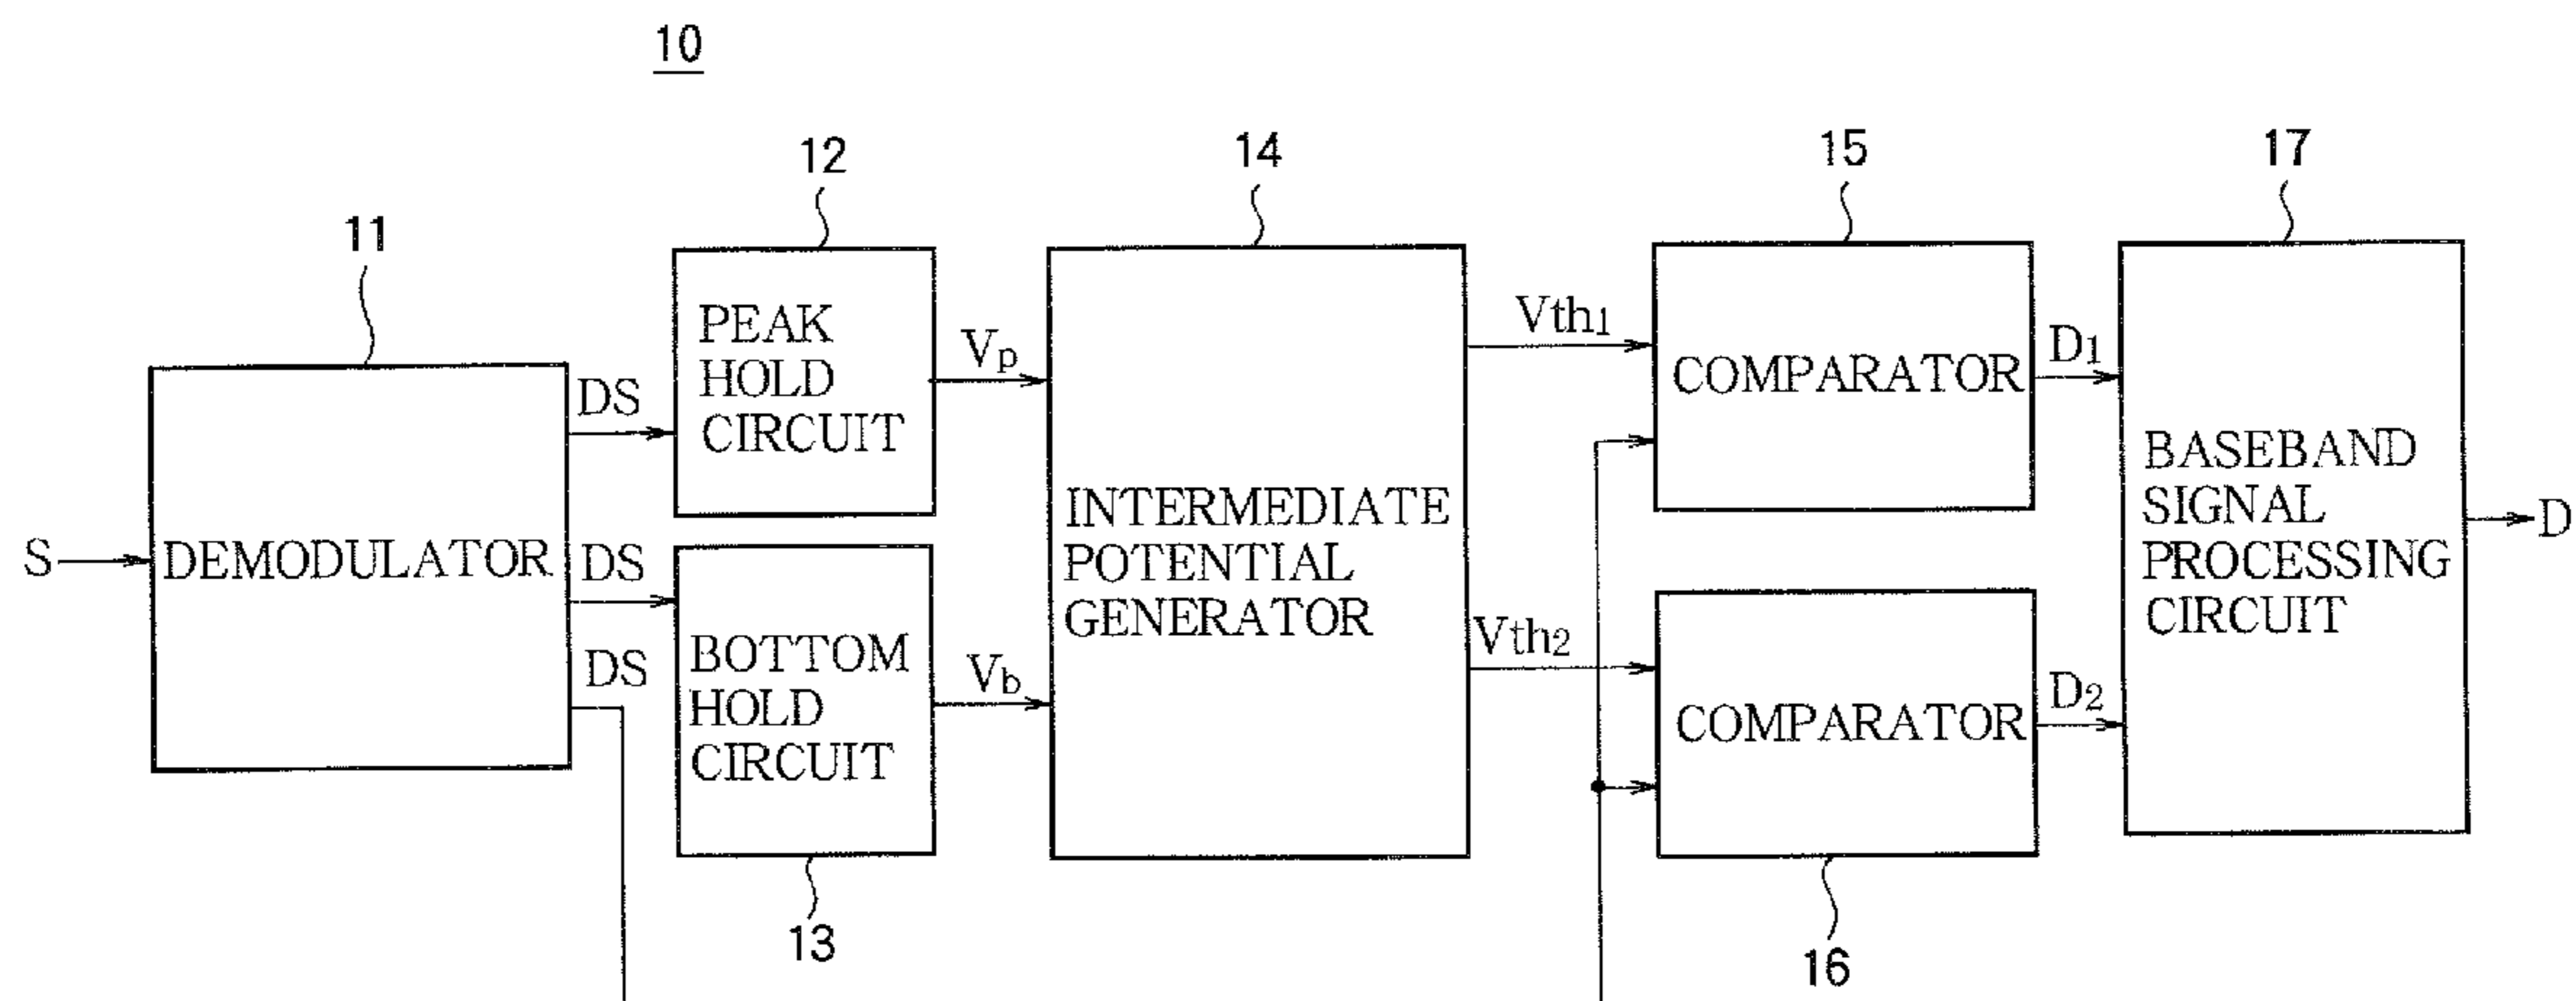 10
11
12
14
15
17
S
DEMODULATOR
DS
DS
DS
PEAK
HOLD
CIRCUIT
Vp
BOTTOM
HOLD
CIRCUIT
Vb
13
INTERMEDIATE
POTENTIAL
GENERATOR
Vth1
Vth2
COMPARATOR
D1
COMPARATOR
D2
16
BASEBAND
SIGNAL
PROCESSING
CIRCUIT
D